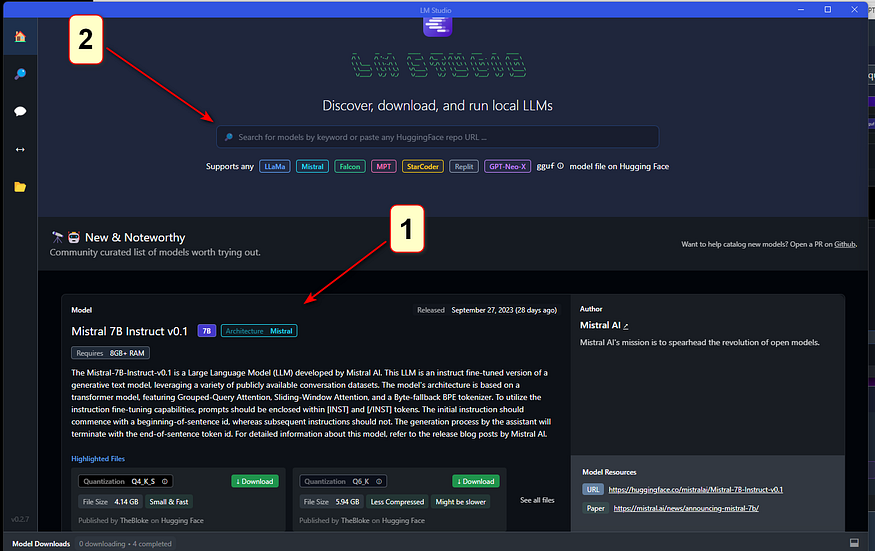 LM Studio
2
LM STUDIO
Discover, download, and run local LLMs
Search for models by keyword or paste any HuggingFace repo URL ...
Supports any LLaMa Mistral Falcon MPT StarCoder Replit GPT-Neo-X gguf model file on Hugging Face
1
New & Noteworthy
Community curated list of models worth trying out.
Want to help catalog new models? Open a PR on Github.
Model
Released September 27, 2023 (28 days ago)
Mistral 7B Instruct v0.1 7B Architecture Mistral
Requires 8GB+ RAM
The Mistral-7B-Instruct-v0.1 is a Large Language Model (LLM) developed by Mistral AI. This LLM is an instruct fine-tuned version of a
generative text model, leveraging a variety of publicly available conversation datasets. The model's architecture is based on a
transformer model, featuring Grouped-Query Attention, Sliding-Window Attention, and a Byte-fallback BPE tokenizer. To utilize the
instruction fine-tuning capabilities, prompts should be enclosed within [INST] and [/INST] tokens. The initial instruction should
commence with a beginning-of-sentence id, whereas subsequent instructions should not. The generation process by the assistant will
terminate with the end-of-sentence token id. For detailed information about this model, refer to the release blog posts by Mistral AI.
Highlighted Files
Quantization Q4_K_S
Download
File Size 4.14 GB Small & Fast
Published by TheBloke on Hugging Face
Quantization Q6_K
Download
File Size 5.94 GB Less Compressed Might be slower
Published by TheBloke on Hugging Face
See all files
Author
Mistral AI
Mistral AI's mission is to spearhead the revolution of open models.
Model Resources
URL https://huggingface.co/mistralai/Mistral-7B-Instruct-v0.1
Paper https://mistral.ai/news/announcing-mistral-7b/
v0.2.7
Model Downloads 0 downloading • 4 completed